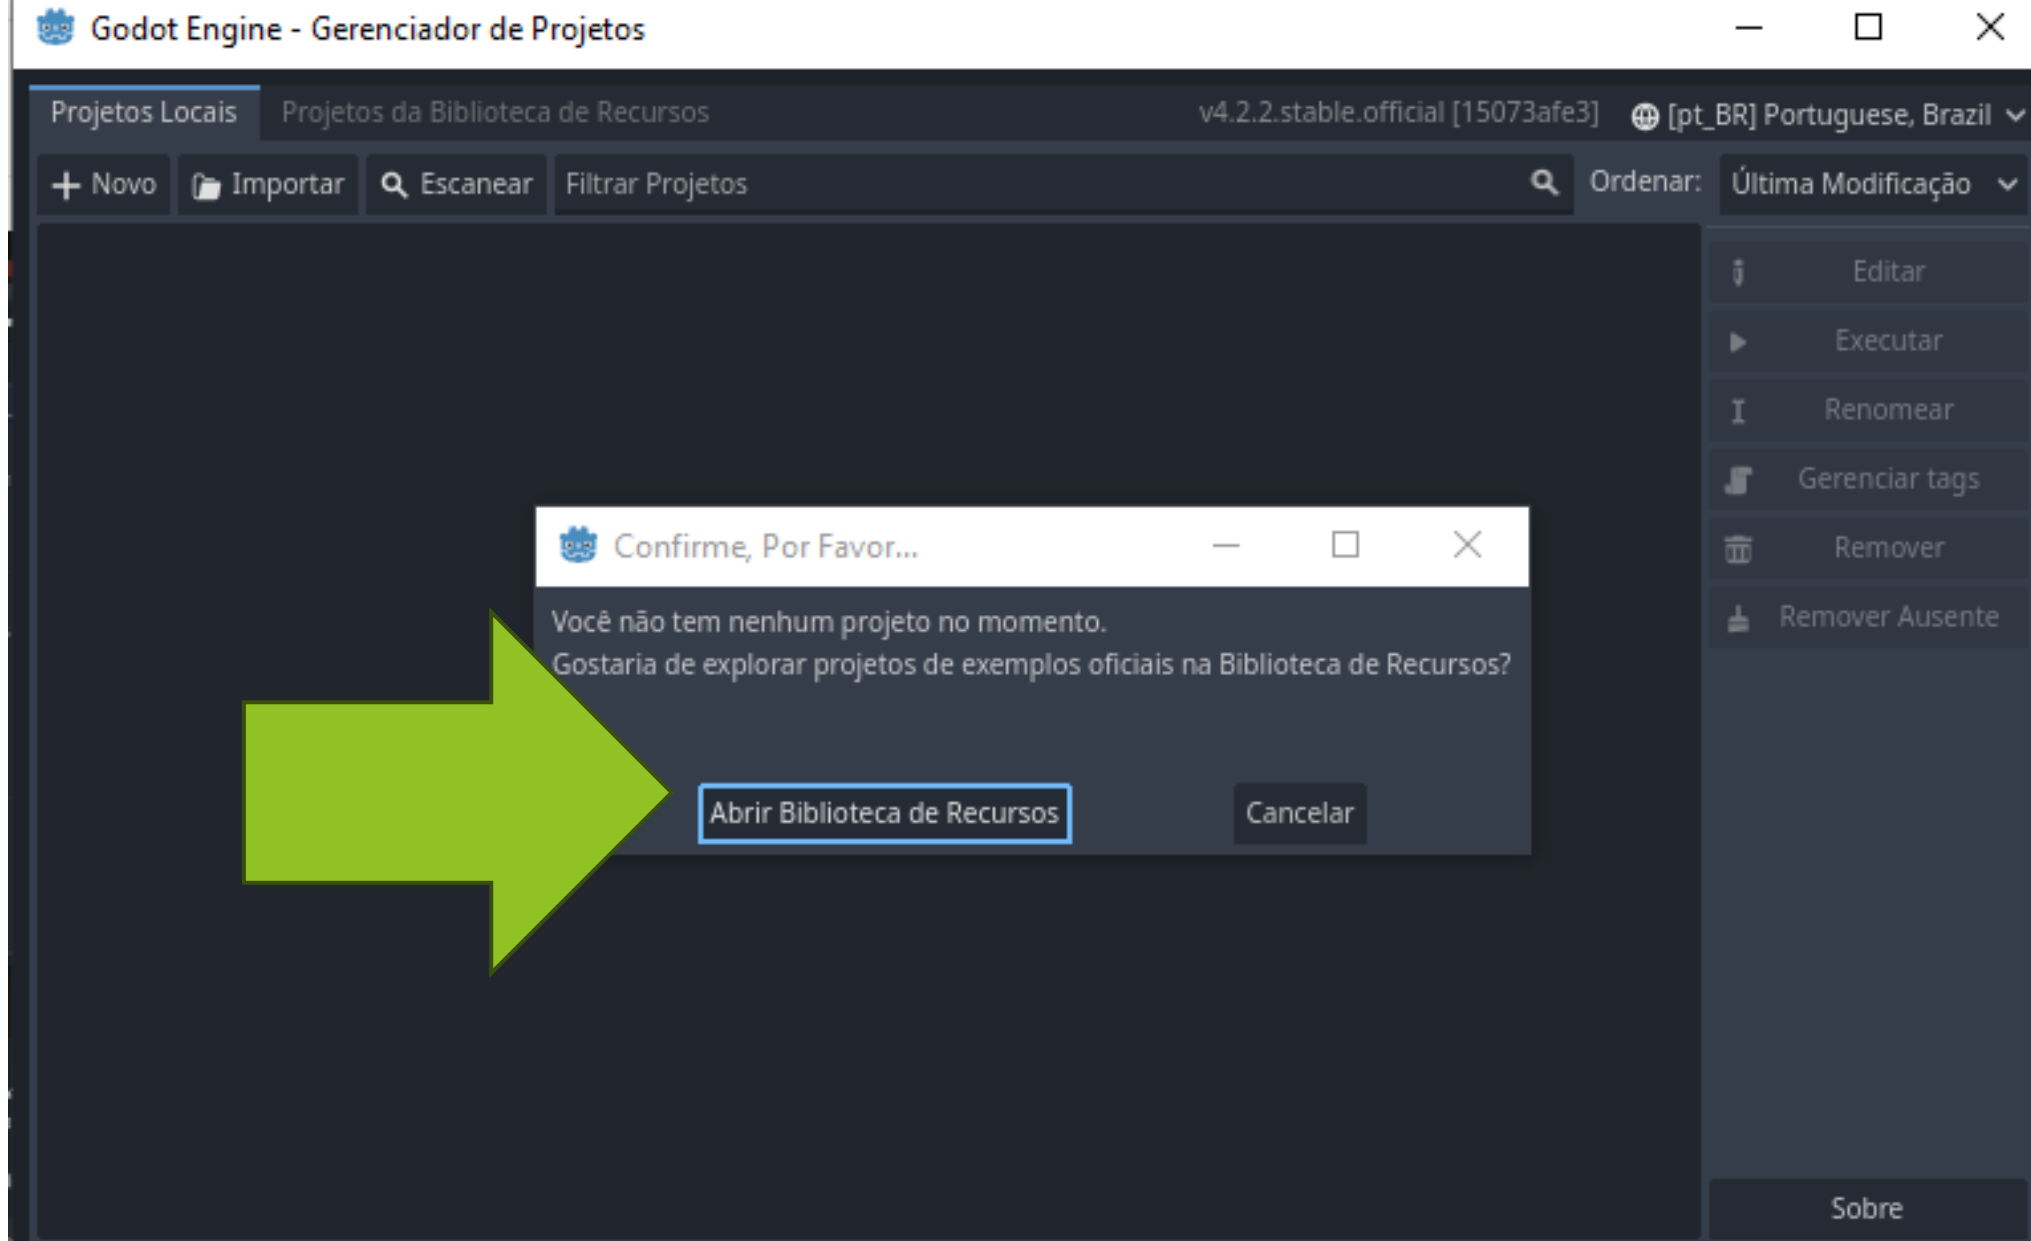 Godot Engine - Gerenciador de Projetos
Projetos Locais Projetos da Biblioteca de Recursos v4.2.2.stable.official [15073afe3] [pt_BR] Portuguese, Brazil
Novo Importar Escanear Filtrar Projetos Ordenar: Última Modificação
Editar
Executar
Renomear
Gerenciar tags
Remover
Remover Ausente
Confirme, Por Favor...
Você não tem nenhum projeto no momento.
Gostaria de explorar projetos de exemplos oficiais na Biblioteca de Recursos?
Abrir Biblioteca de Recursos Cancelar
Sobre